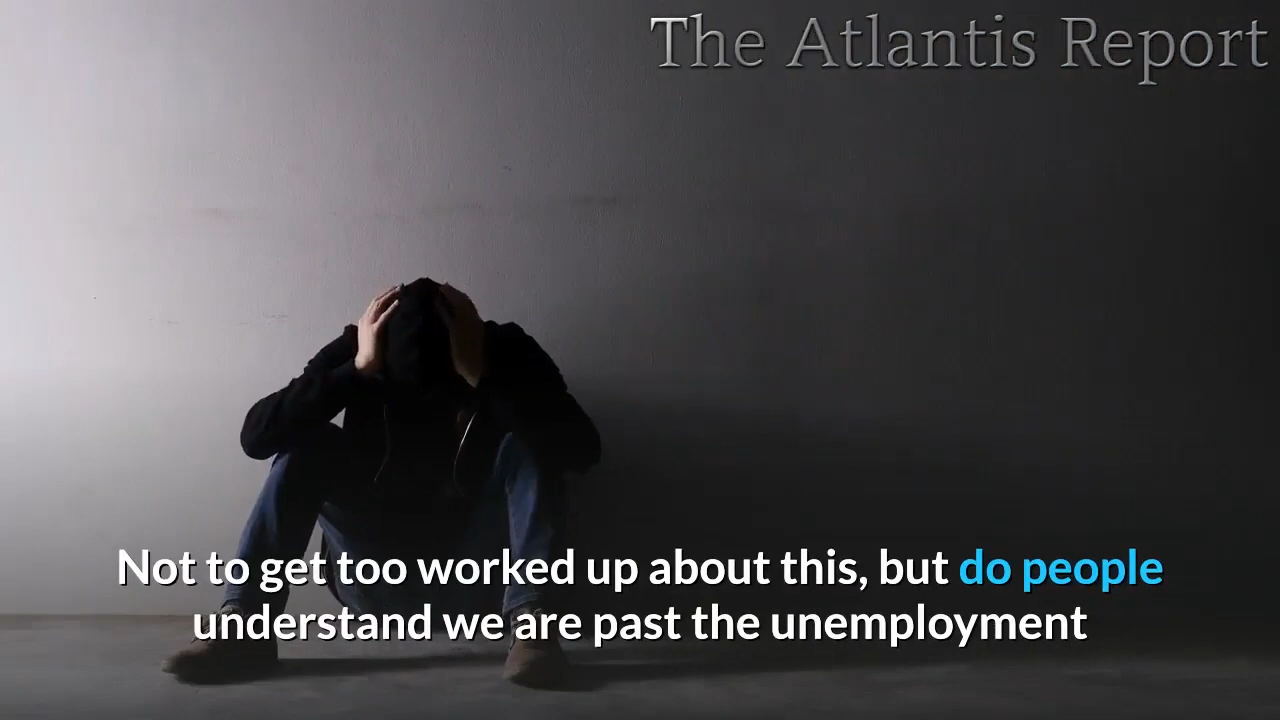 The Atlantis Report
Not to get too worked up about this, but do people
understand we are past the unemployment